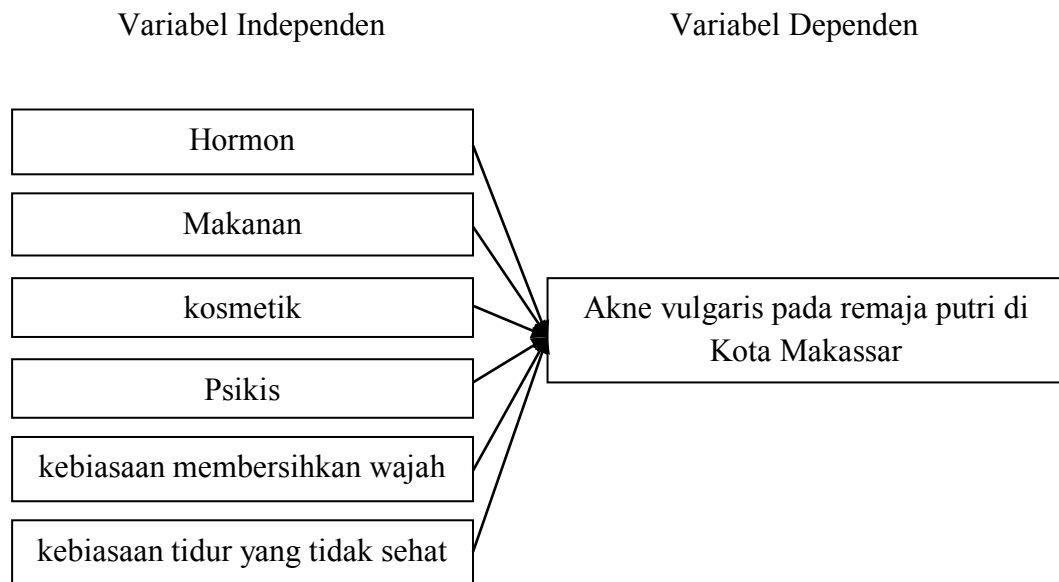 Variabel Independen
Variabel Dependen
Hormon
Makanan
kosmetik
Psikis
kebiasaan membersihkan wajah
kebiasaan tidur yang tidak sehat
Akne vulgaris pada remaja putri di
Kota Makassar